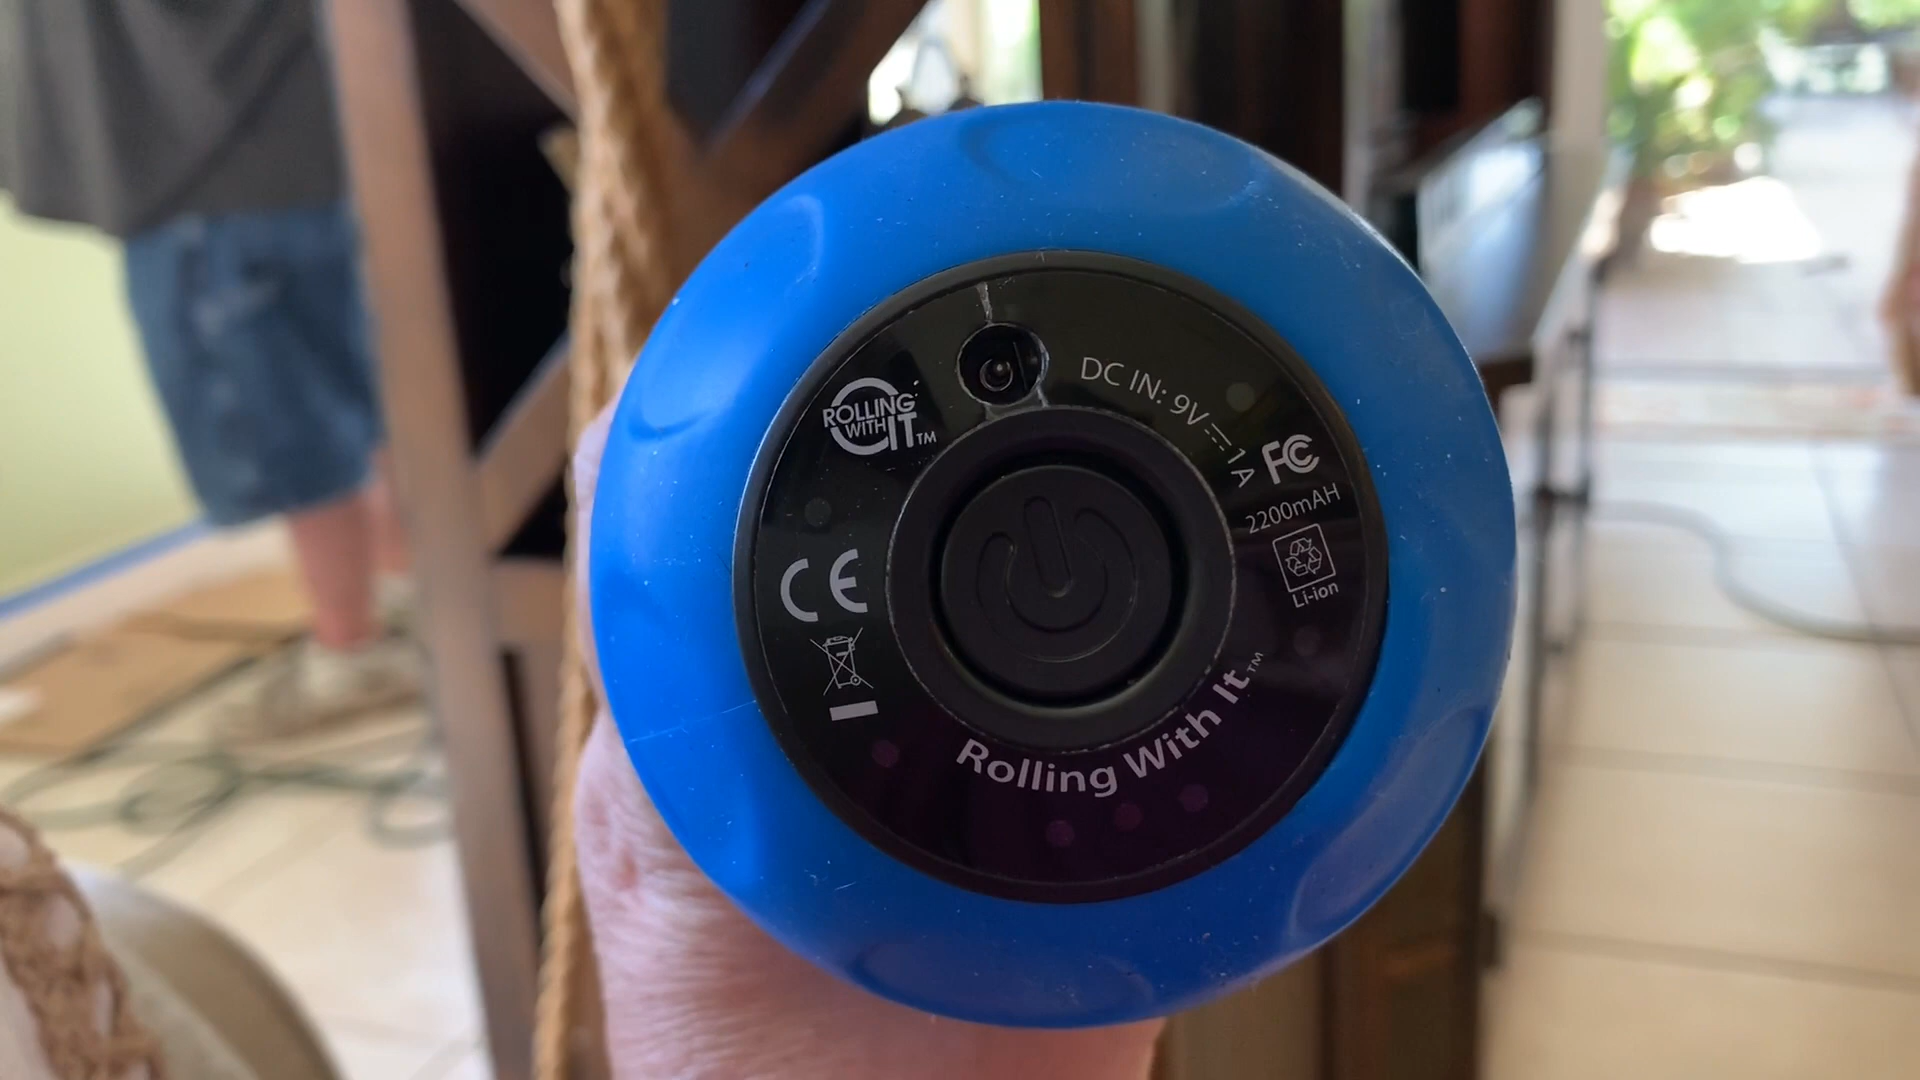 ROLLING
WITH IT™
DC IN: 9V⎓1A
FC
2200mAH
Li-ion
CE
Rolling With It™